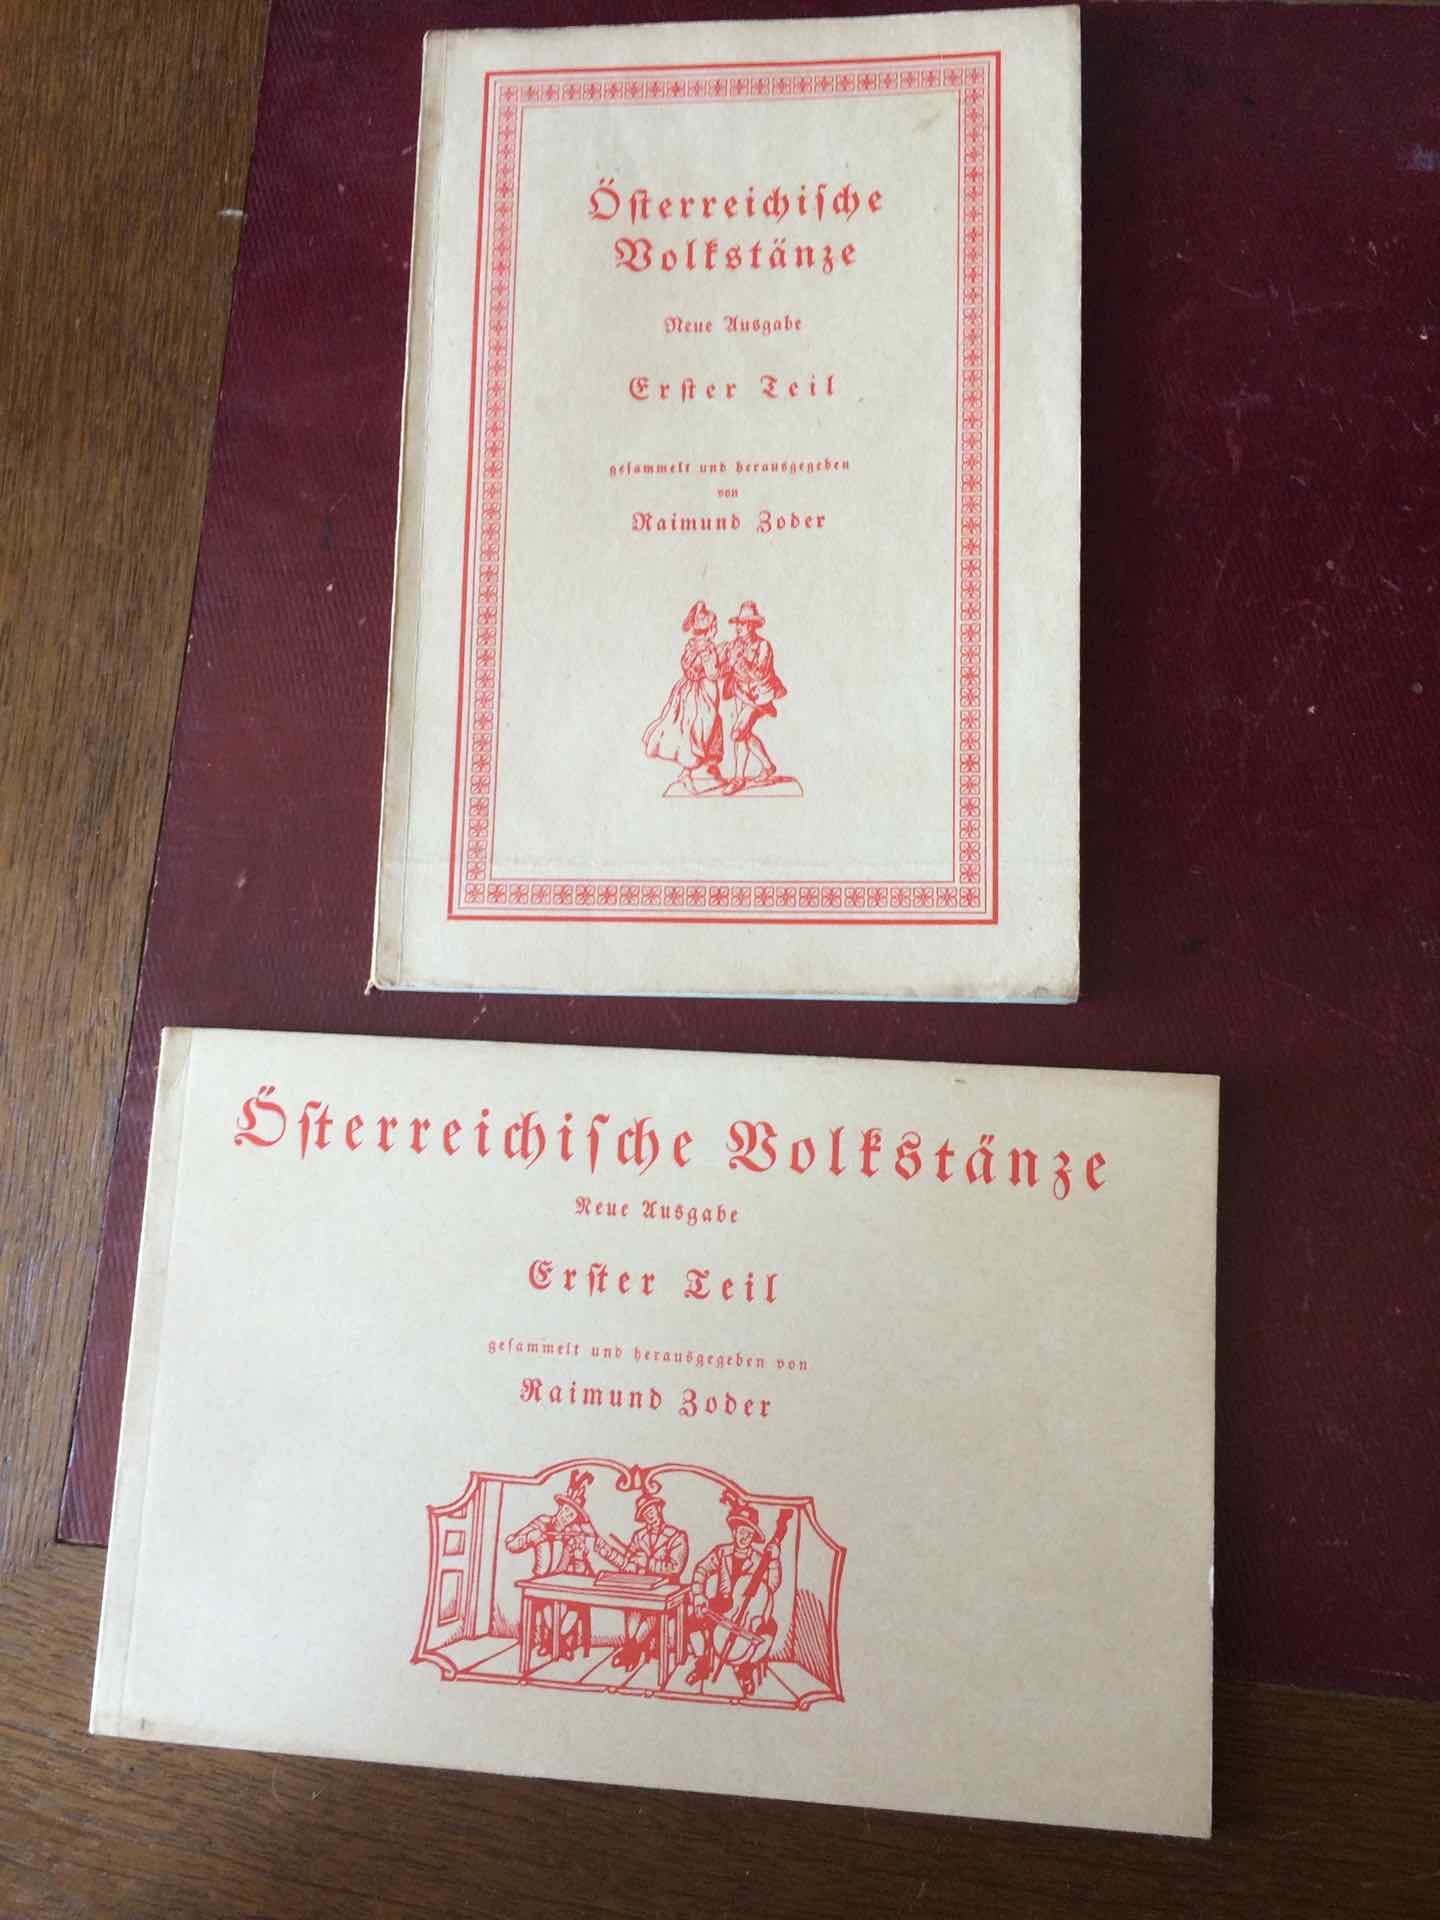 Öſterreichiſche
Volkstänze
Neue Ausgabe
Erſter Teil
geſammelt und herausgegeben
von
Raimund Zoder
Öſterreichiſche Volkstänze
Neue Ausgabe
Erſter Teil
geſammelt und herausgegeben von
Raimund Zoder